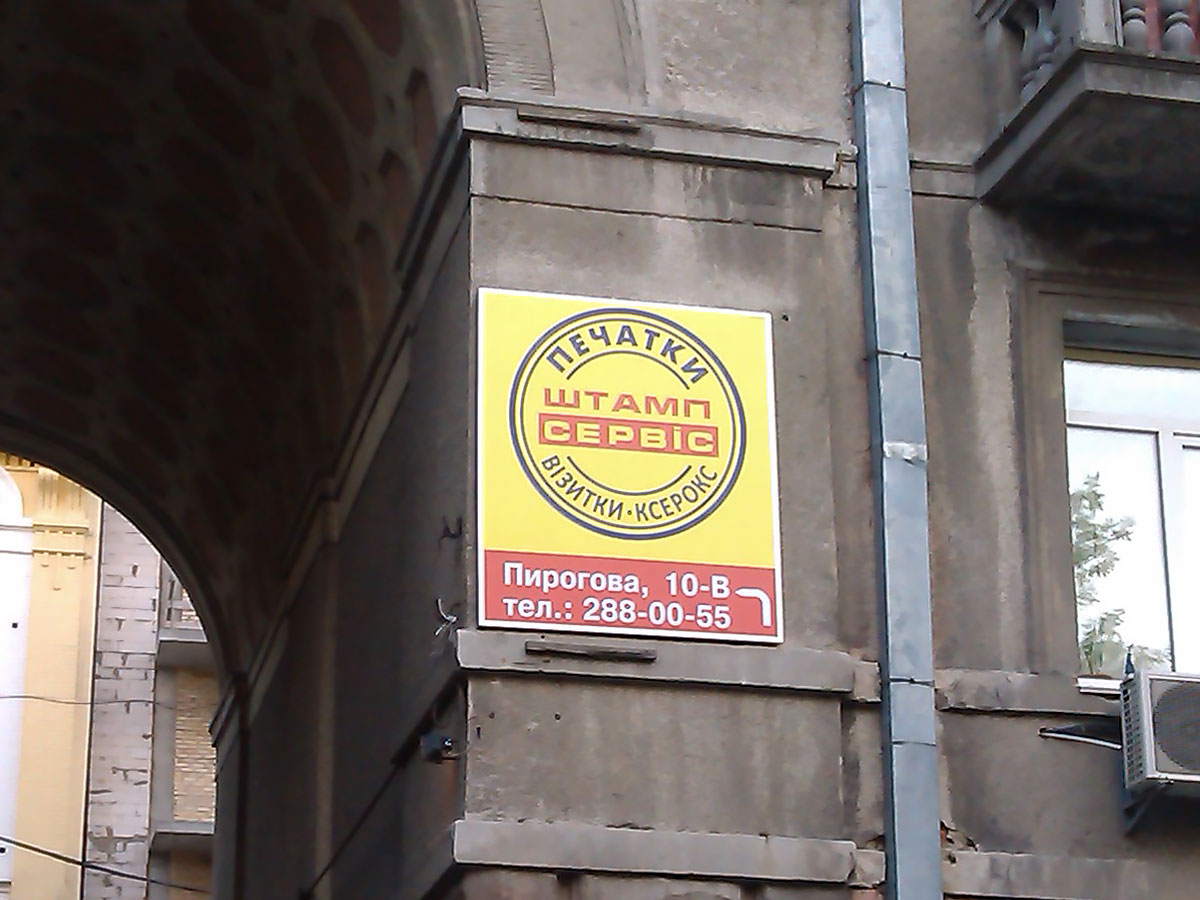 ПЕЧАТКИ
ШТАМП
СЕРВіС
ВІЗИТКИ·КСЕРОКС
Пирогова, 10-В
тел.: 288-00-55